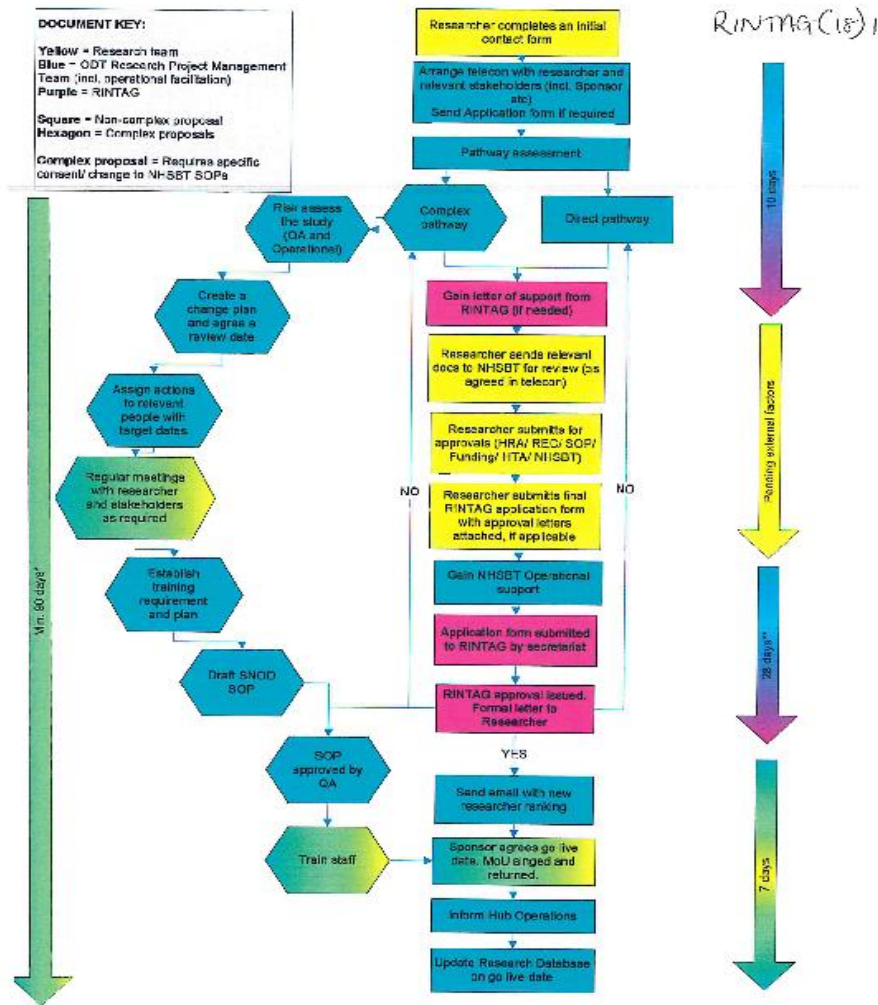 DOCUMENT KEY:
Yellow = Research team
Blue = ODT Research Project Management
Team (incl. operational facilitation)
Purple = RINTAG
Square = Non-complex proposal
Hexagon = Complex proposals
Complex proposal = Requires specific
consent/ change to NHSBT SOPs
RINTAG(18)1
Researcher completes an initial
contact form
Arrange telecon with researcher and
relevant stakeholders (incl. Sponsor
etc)
Send Application form if required
Pathway assessment
Risk assess
the study
(QA and
Operational)
Complex
pathway
Direct pathway
10 days
Create a
change plan
and agree a
review date
Gain letter of support from
RINTAG (if needed)
Researcher sends relevant
docs to NHSBT for review (as
agreed in telecon)
Assign actions
to relevant
people with
target dates
Researcher submitts for
approvals (HRA/ REC/ SOP/
Funding/ HTA/ NHSBT)
Pending external factors
Regular meetings
with researcher
and stakeholders
as required
NO
NO
Researcher submitts final
RINTAG application form
with approval letters
attached, if applicable
Min. 90 days*
Establish
training
requirement
and plan
Gain NHSBT Operational
support
Application form submitted
to RINTAG by secretariat
28 days**
Draft SNOD
SOP
RINTAG approval issued.
Formal letter to
Researcher
YES
SOP
approved by
QA
Send email with new
researcher ranking
Train staff
Sponsor agrees go live
date. MoU singed and
returned.
7 days
Inform Hub Operations
Update Research Database
on go live date